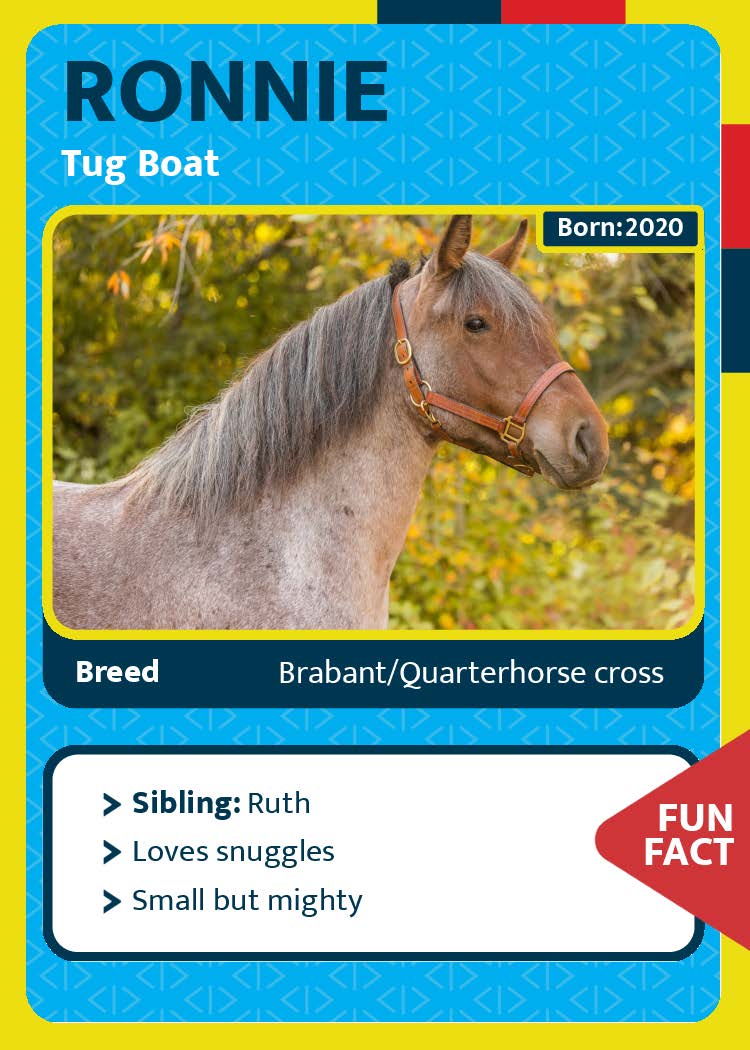 RONNIE
Tug Boat
Born:2020
Breed Brabant/Quarterhorse cross
Sibling: Ruth
Loves snuggles
Small but mighty
FUN
FACT